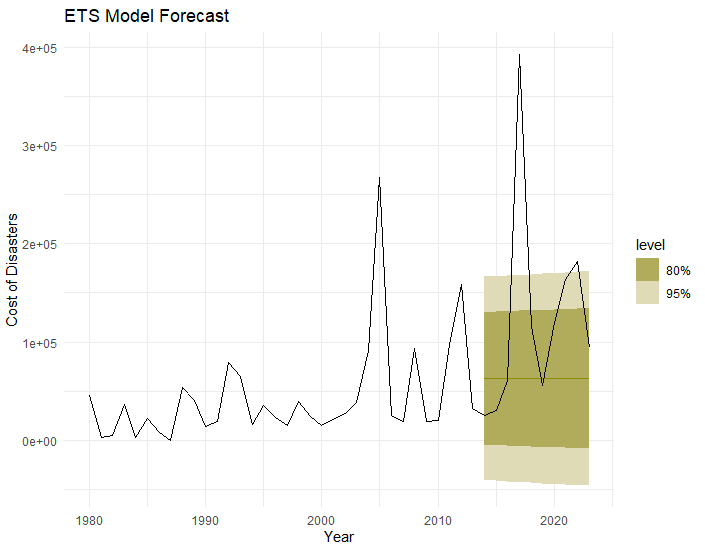 ETS Model Forecast
4e+05
3e+05
2e+05
1e+05
0e+00
Cost of Disasters
1980
1990
2000
2010
2020
Year
level
80%
95%